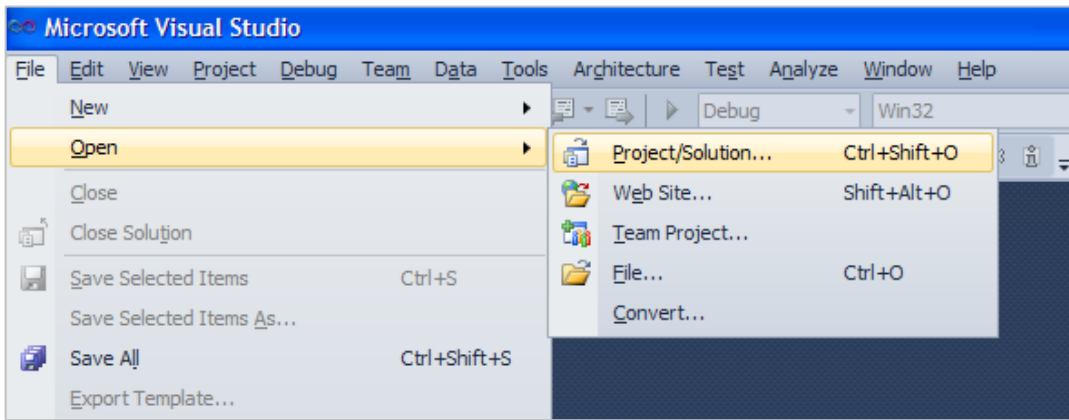 Microsoft Visual Studio
File Edit View Project Debug Team Data Tools Architecture Test Analyze Window Help
New
Debug Win32
Open
Project/Solution... Ctrl+Shift+O
Close
Web Site... Shift+Alt+O
Close Solution
Team Project...
Save Selected Items Ctrl+S
File... Ctrl+O
Save Selected Items As...
Convert...
Save All Ctrl+Shift+S
Export Template...